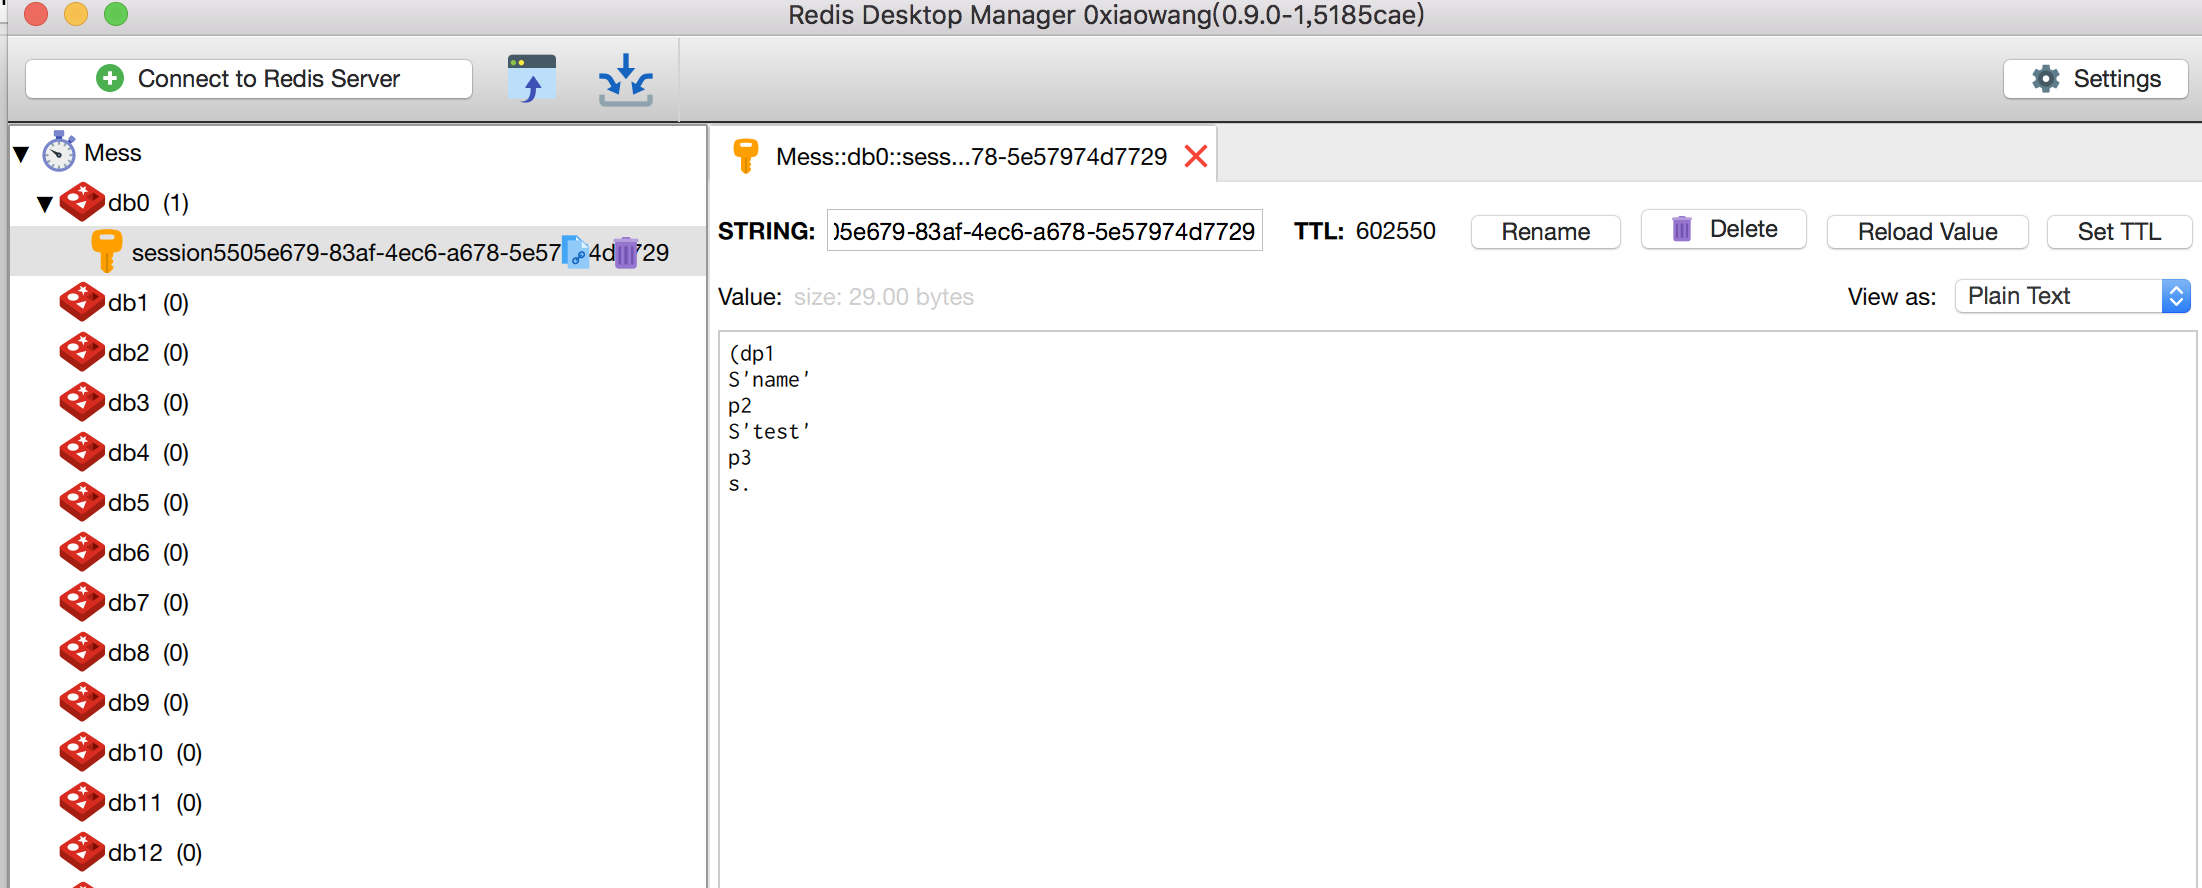 Redis Desktop Manager 0xiaowang(0.9.0-1,5185cae)
Connect to Redis Server
Settings
Mess
db0 (1)
session5505e679-83af-4ec6-a678-5e57 4d 729
db1 (0)
db2 (0)
db3 (0)
db4 (0)
db5 (0)
db6 (0)
db7 (0)
db8 (0)
db9 (0)
db10 (0)
db11 (0)
db12 (0)
Mess::db0::sess...78-5e57974d7729
STRING: 05e679-83af-4ec6-a678-5e57974d7729 TTL: 602550 Rename Delete Reload Value Set TTL
Value: size: 29.00 bytes View as: Plain Text
(dp1
S'name'
p2
S'test'
p3
s.